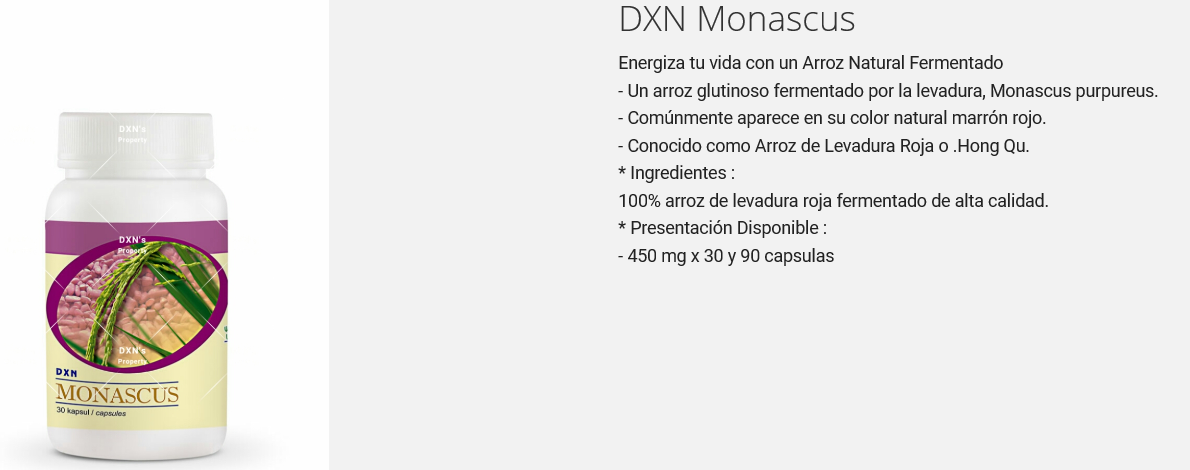 DXN Monascus
Energiza tu vida con un Arroz Natural Fermentado
- Un arroz glutinoso fermentado por la levadura, Monascus purpureus.
- Comúnmente aparece en su color natural marrón rojo.
- Conocido como Arroz de Levadura Roja o .Hong Qu.
* Ingredientes :
100% arroz de levadura roja fermentado de alta calidad.
* Presentación Disponible :
- 450 mg x 30 y 90 capsulas
DXN's
Property
DXN's
Property
DXN's
Property
DXN
MONASCUS
30 kapsul / capsules